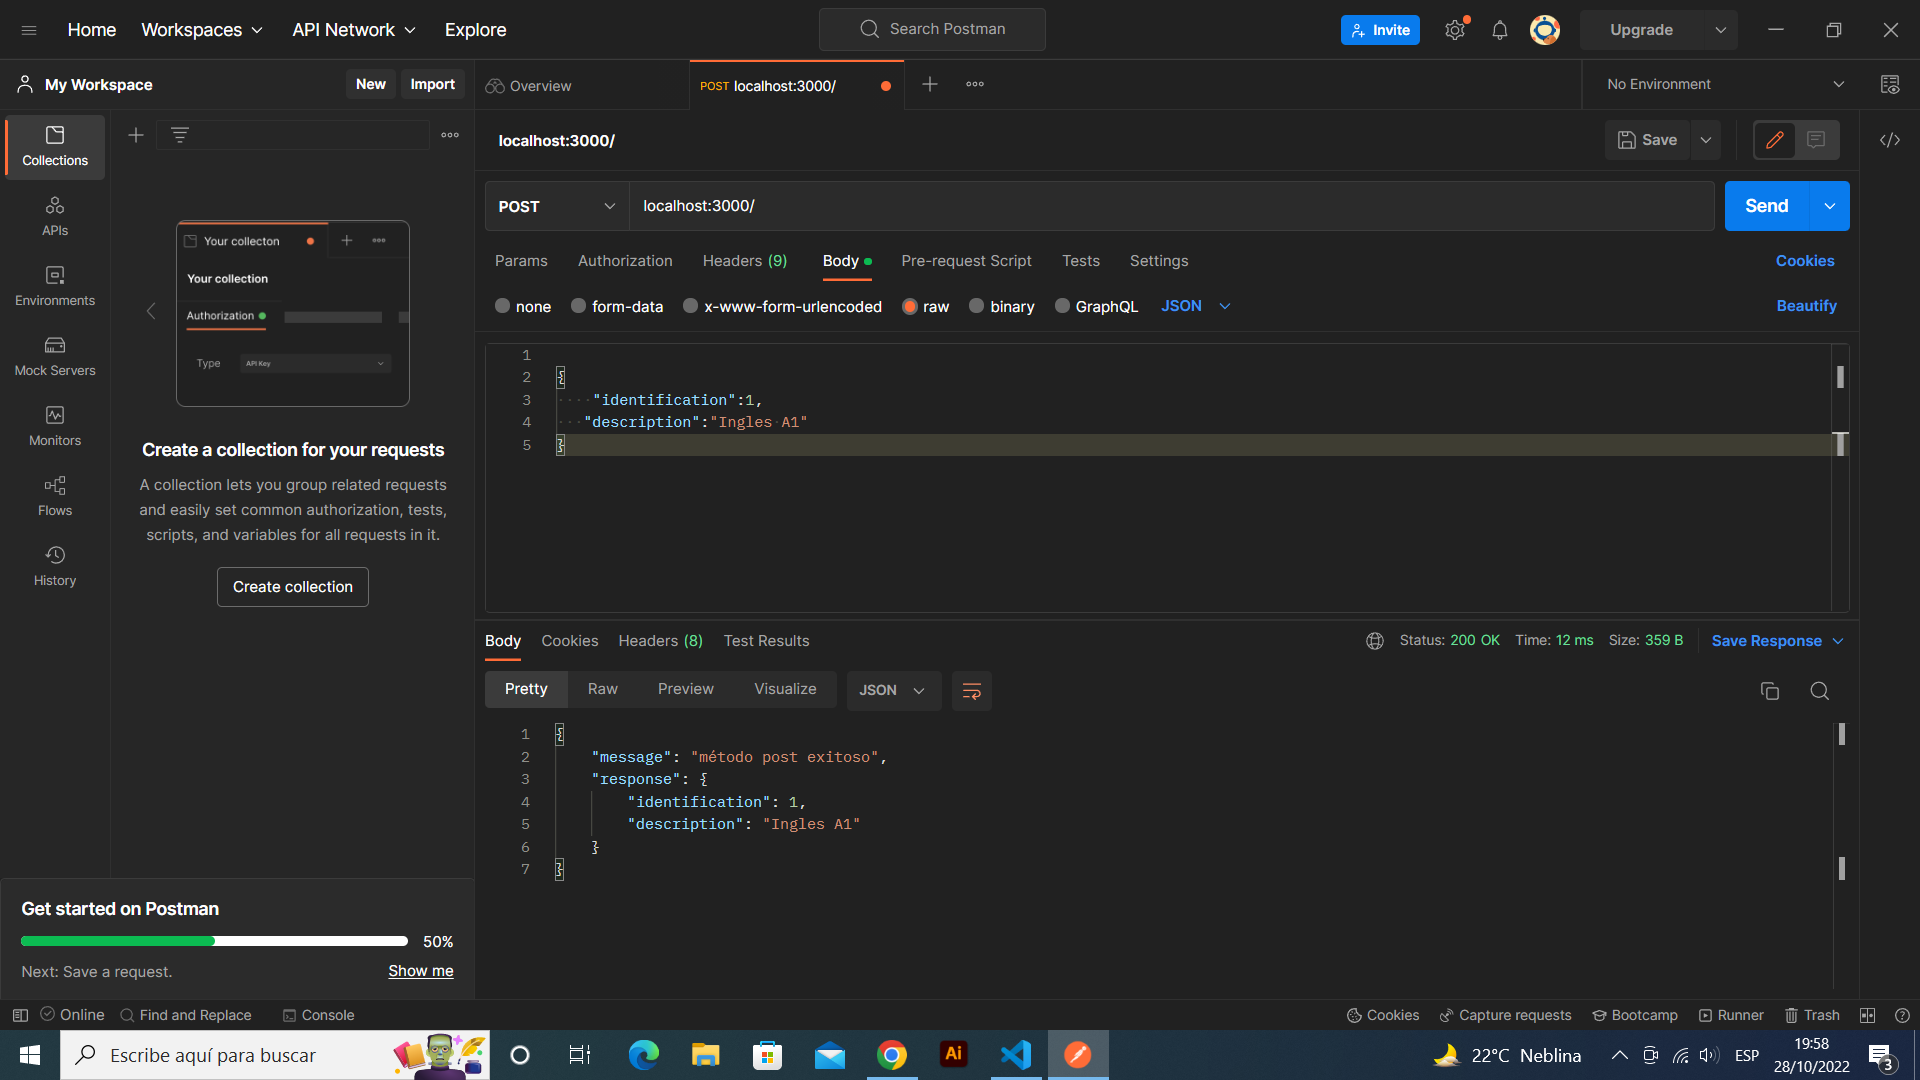 Home
Workspaces
API Network
Explore
Search Postman
Invite
Upgrade
My Workspace
New
Import
Overview
POST localhost:3000/
No Environment
Collections
APIs
Environments
Mock Servers
Monitors
Flows
History
Your collecton
Your collection
Authorization
Type
API Key
Create a collection for your requests
A collection lets you group related requests
and easily set common authorization, tests,
scripts, and variables for all requests in it.
Create collection
localhost:3000/
Save
POST
localhost:3000/
Send
Params
Authorization
Headers (9)
Body
Pre-request Script
Tests
Settings
Cookies
none
form-data
x-www-form-urlencoded
raw
binary
GraphQL
JSON
Beautify
1
2 {
3 "identification":1,
4 "description":"Ingles A1"
5 }
Body
Cookies
Headers (8)
Test Results
Status: 200 OK
Time: 12 ms
Size: 359 B
Save Response
Pretty
Raw
Preview
Visualize
JSON
1 {
2 "message": "método post exitoso",
3 "response": {
4 "identification": 1,
5 "description": "Ingles A1"
6 }
7 }
Get started on Postman
50%
Next: Save a request.
Show me
Online
Find and Replace
Console
Cookies
Capture requests
Bootcamp
Runner
Trash
Escribe aquí para buscar
Ai
22°C Neblina
ESP
19:58
28/10/2022
3